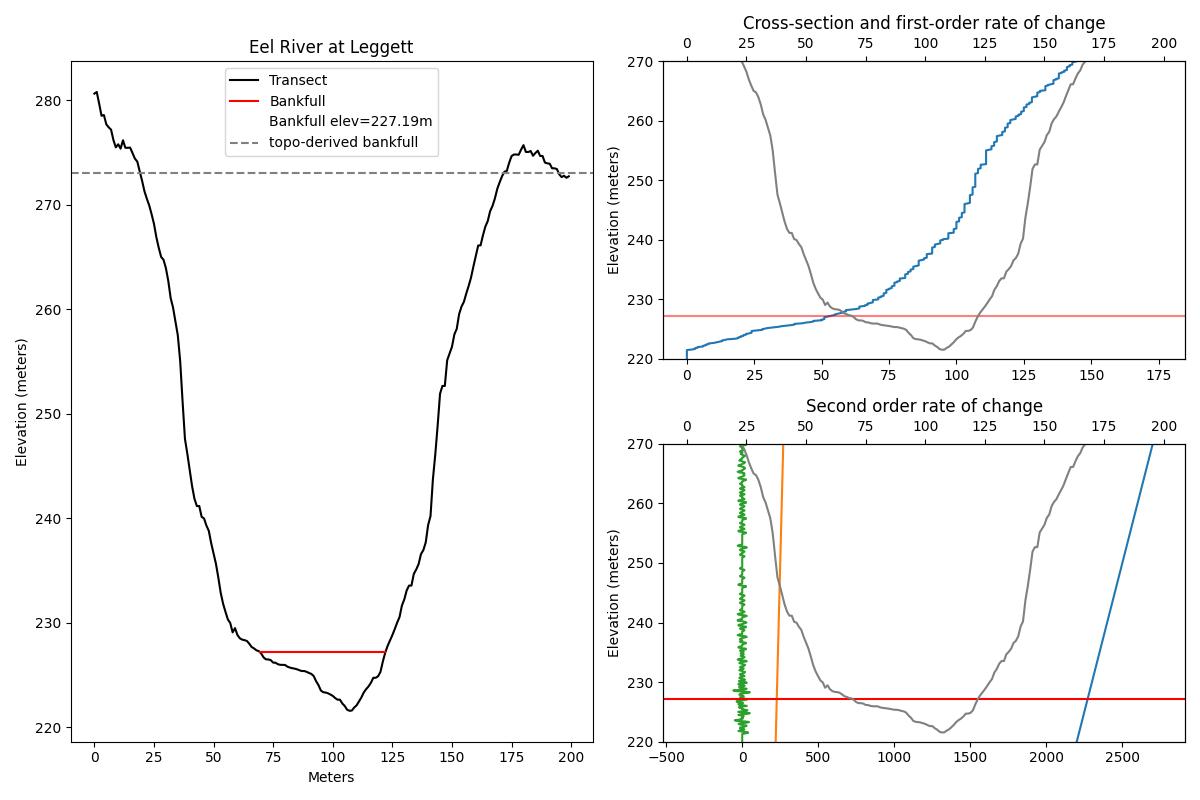 Eel River at Leggett
Transect
Bankfull
Bankfull elev=227.19m
topo-derived bankfull
Elevation (meters)
280
270
260
250
240
230
220
0 25 50 75 100 125 150 175 200
Meters
Cross-section and first-order rate of change
0 25 50 75 100 125 150 175 200
Elevation (meters)
270
260
250
240
230
220
0 25 50 75 100 125 150 175
Second order rate of change
0 25 50 75 100 125 150 175 200
Elevation (meters)
270
260
250
240
230
220
−500 0 500 1000 1500 2000 2500